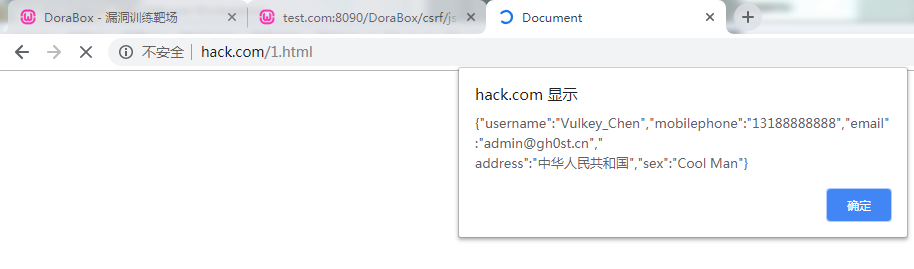 DoraBox - 漏洞训练靶场
test.com:8090/DoraBox/csrf/js
Document
不安全 hack.com/1.html
hack.com 显示
{"username":"Vulkey_Chen","mobilephone":"13188888888","email"
:"admin@gh0st.cn","
address":"中华人民共和国","sex":"Cool Man"}
确定